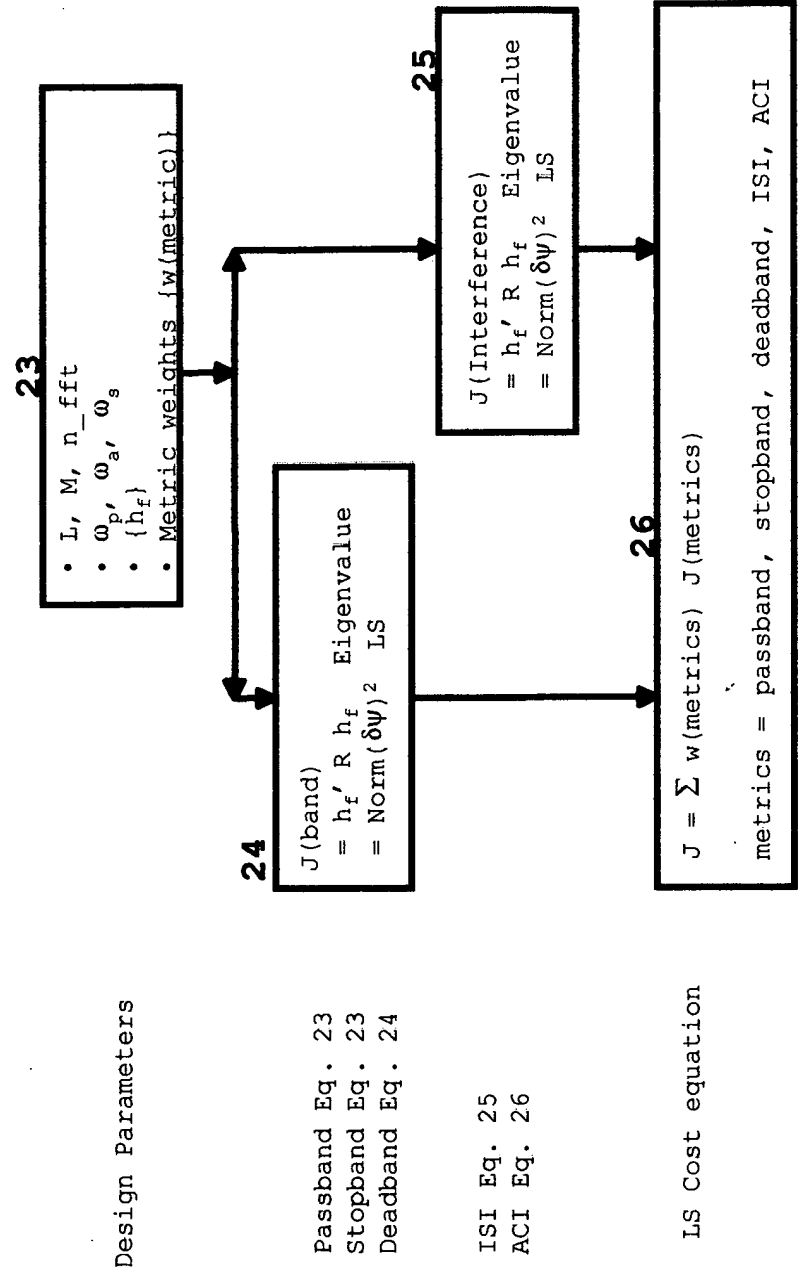 Design Parameters
23
• L, M, n_fft
• ωp, ωa, ωs
• {hf}
• Metric weights {w(metric)}
Passband Eq. 23
Stopband Eq. 23
Deadband Eq. 24
24
J(band)
= hf′ R hf Eigenvalue
= Norm(δψ)² LS
ISI Eq. 25
ACI Eq. 26
25
J(Interference)
= hf′ R hf Eigenvalue
= Norm(δψ)² LS
LS Cost equation
26
J = Σ w(metrics) J(metrics)
metrics = passband, stopband, deadband, ISI, ACI